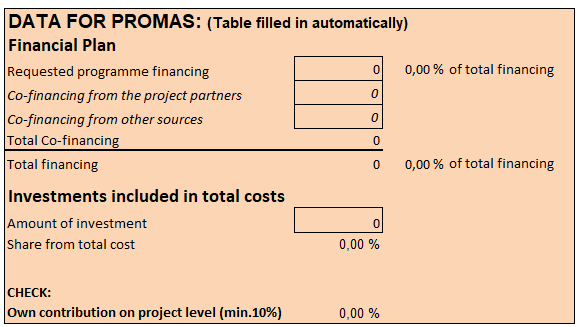 DATA FOR PROMAS: (Table filled in automatically)
Financial Plan
Requested programme financing 0 0,00 % of total financing
Co-financing from the project partners 0
Co-financing from other sources 0
Total Co-financing 0
Total financing 0 0,00 % of total financing
Investments included in total costs
Amount of investment 0
Share from total cost 0,00 %
CHECK:
Own contribution on project level (min.10%) 0,00 %